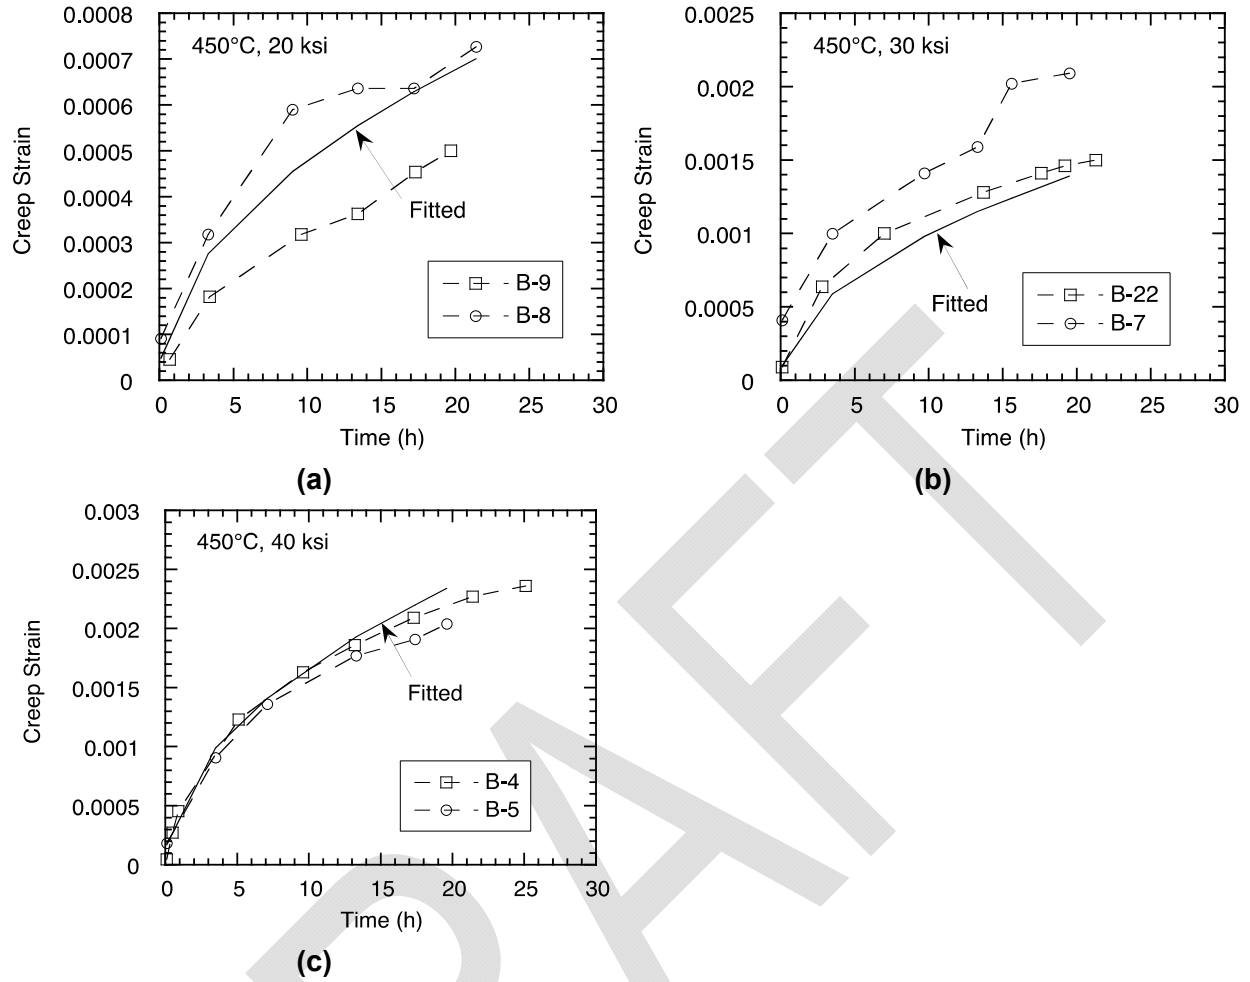 450°C, 20 ksi
0.0008
0.0007
0.0006
0.0005
0.0004
0.0003
0.0002
0.0001
0
Creep Strain
Fitted
B-9
B-8
0 5 10 15 20 25 30
Time (h)
(a)
450°C, 30 ksi
0.0025
0.002
0.0015
0.001
0.0005
0
Creep Strain
Fitted
B-22
B-7
0 5 10 15 20 25 30
Time (h)
(b)
450°C, 40 ksi
0.003
0.0025
0.002
0.0015
0.001
0.0005
0
Creep Strain
Fitted
B-4
B-5
0 5 10 15 20 25 30
Time (h)
(c)
RAFT